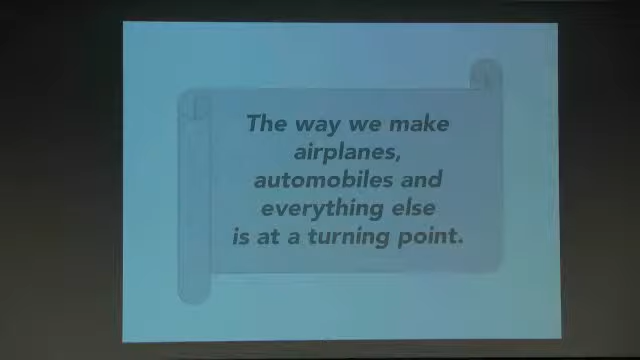 The way we make
airplanes,
automobiles and
everything else
is at a turning point.